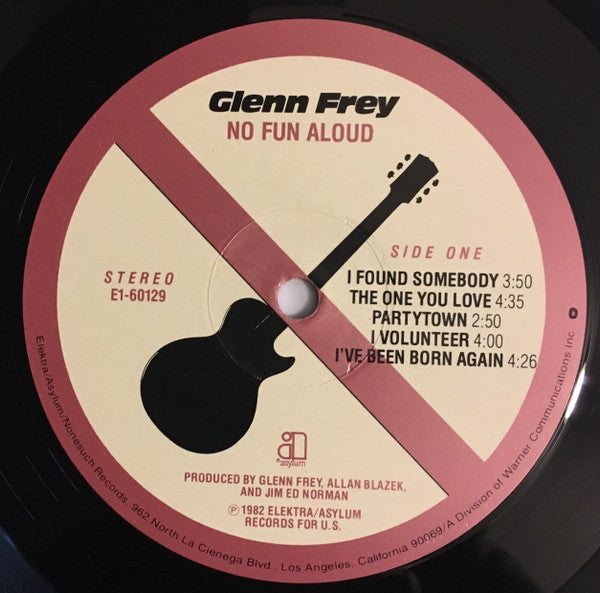 Glenn Frey
NO FUN ALOUD
STEREO
E1-60129
SIDE ONE
I FOUND SOMEBODY 3:50
THE ONE YOU LOVE 4:35
PARTYTOWN 2:50
I VOLUNTEER 4:00
I'VE BEEN BORN AGAIN 4:26
asylum
PRODUCED BY GLENN FREY, ALLAN BLAZEK,
AND JIM ED NORMAN
℗ 1982 ELEKTRA/ASYLUM
RECORDS FOR U.S.
Elektra/Asylum/Nonesuch Records, 962 North La Cienega Blvd., Los Angeles, California 90069/A Division of Warner Communications Inc